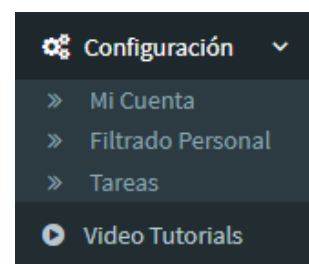 Configuración
Mi Cuenta
Filtrado Personal
Tareas
Video Tutorials